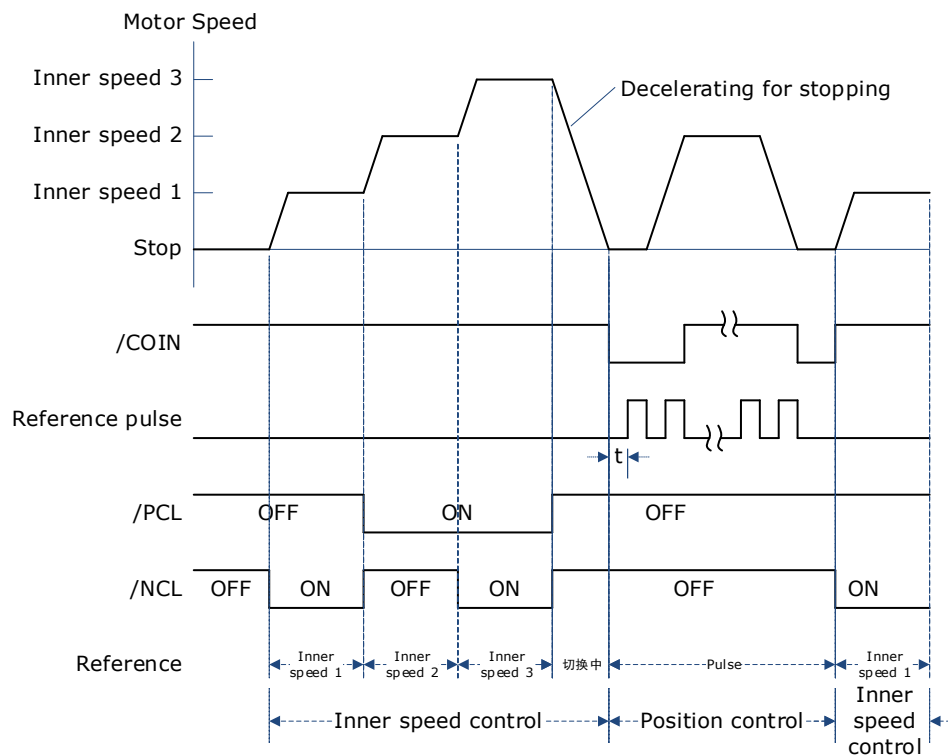 Motor Speed
Inner speed 3
Decelerating for stopping
Inner speed 2
Inner speed 1
Stop
/COIN
Reference pulse
t
/PCL
OFF
ON
OFF
/NCL
OFF
ON
OFF
ON
OFF
ON
Reference
Inner
speed 1
Inner
speed 2
Inner
speed 3
切换中
Pulse
Inner
speed 1
Inner speed control
Position control
Inner
speed
control